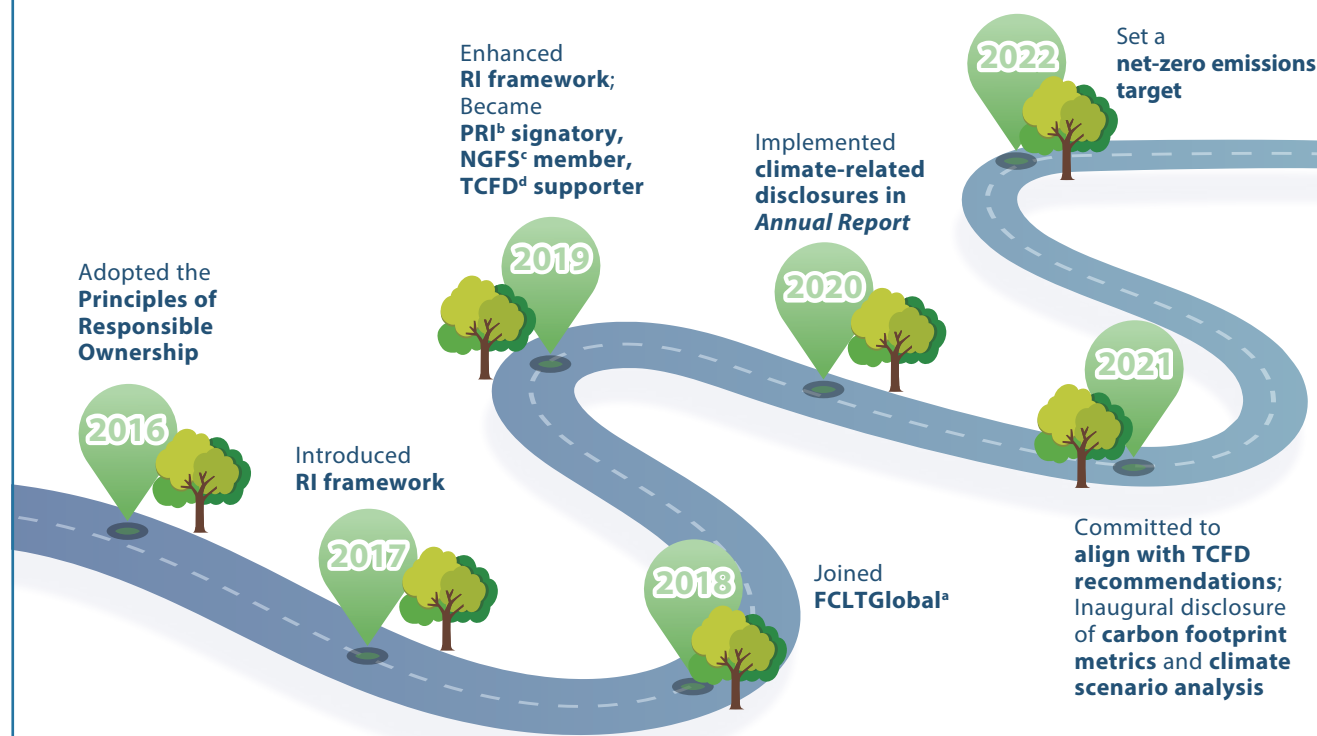 2016
Adopted the
Principles of
Responsible
Ownership
2017
Introduced
RI framework
2018
Joined
FCLTGlobalᵃ
2019
Enhanced
RI framework;
Became
PRIᵇ signatory,
NGFSᶜ member,
TCFDᵈ supporter
2020
Implemented
climate-related
disclosures in
Annual Report
2021
Committed to
align with TCFD
recommendations;
Inaugural disclosure
of carbon footprint
metrics and climate
scenario analysis
2022
Set a
net-zero emissions
target